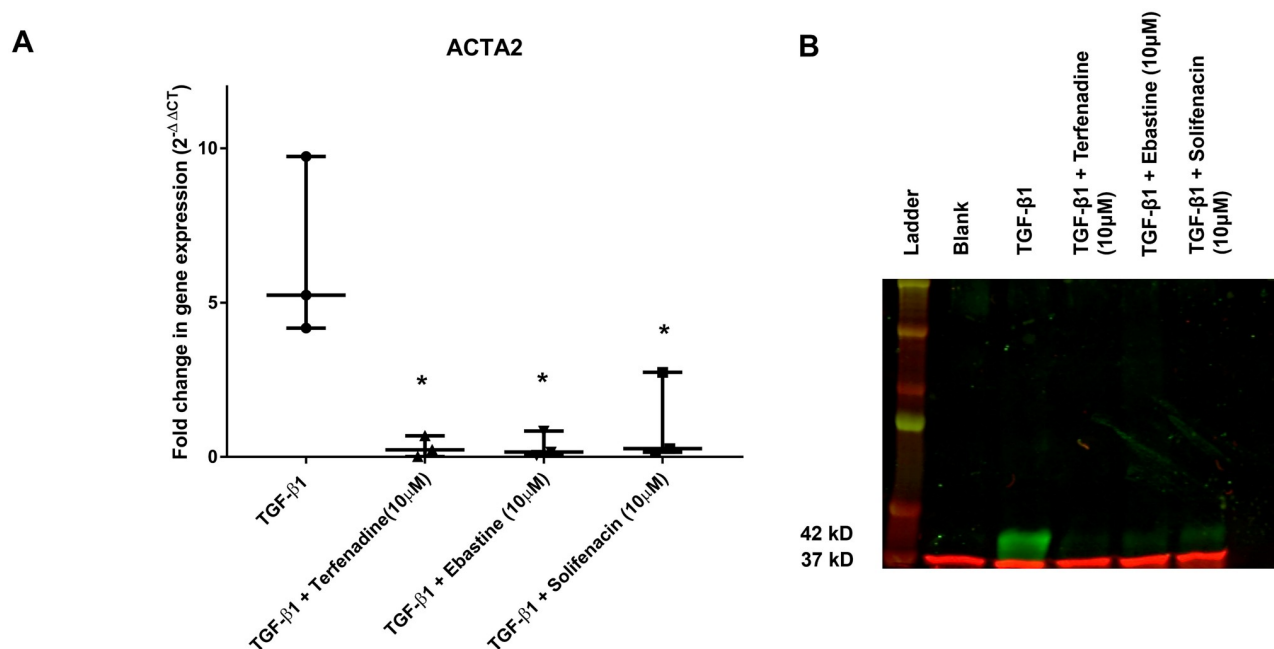 A
ACTA2
Fold change in gene expression (2^-Δ ΔCT)
10
5
0
*
*
*
TGF-β1
TGF-β1 + Terfenadine(10μM)
TGF-β1 + Ebastine (10μM)
TGF-β1 + Solifenacin (10μM)
B
Ladder
Blank
TGF-β1
TGF-β1 + Terfenadine
(10μM)
TGF-β1 + Ebastine (10μM)
TGF-β1 + Solifenacin
(10μM)
42 kD
37 kD